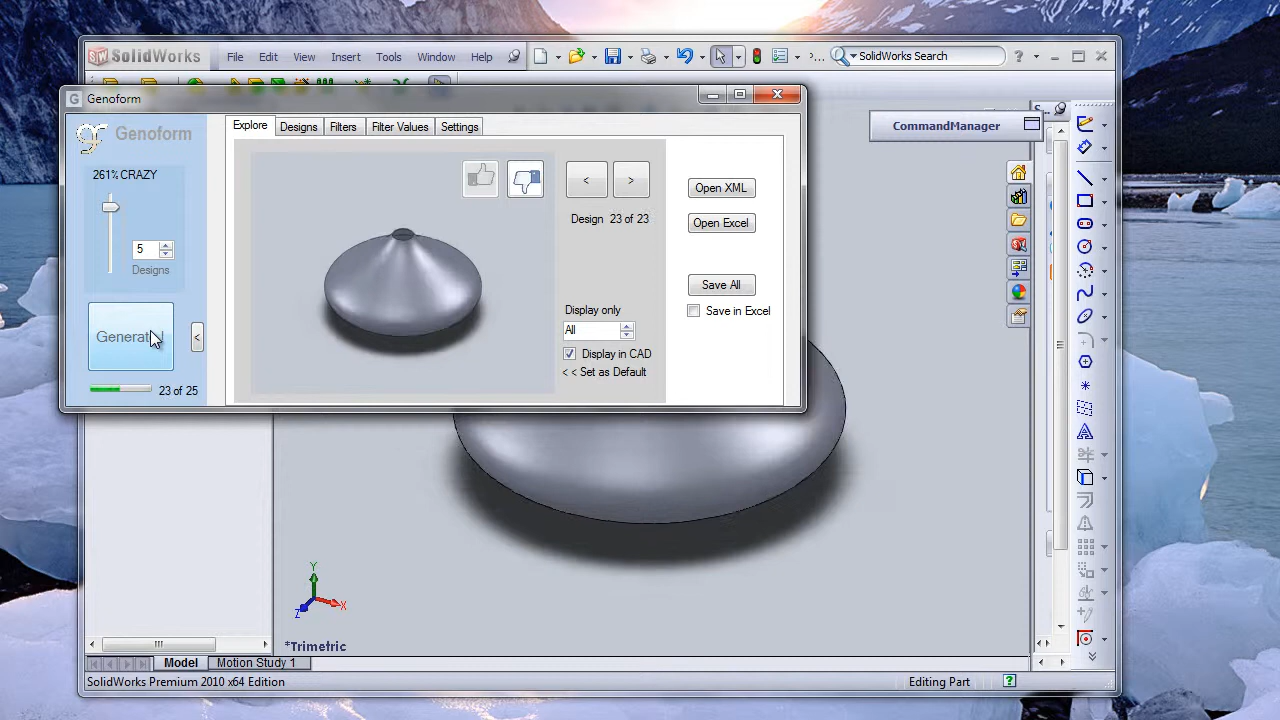 SolidWorks File Edit View Insert Tools Window Help SolidWorks Search ?
G Genoform
CommandManager
S...
Genoform
Explore Designs Filters Filter Values Settings
261% CRAZY
5
Designs
< >
Design 23 of 23
Open XML
Open Excel
Save All
Save in Excel
Display only
All
Display in CAD
<< Set as Default
<
23 of 25
Y
X
Z
*Trimetric
Model Motion Study 1
SolidWorks Premium 2010 x64 Edition Editing Part ?